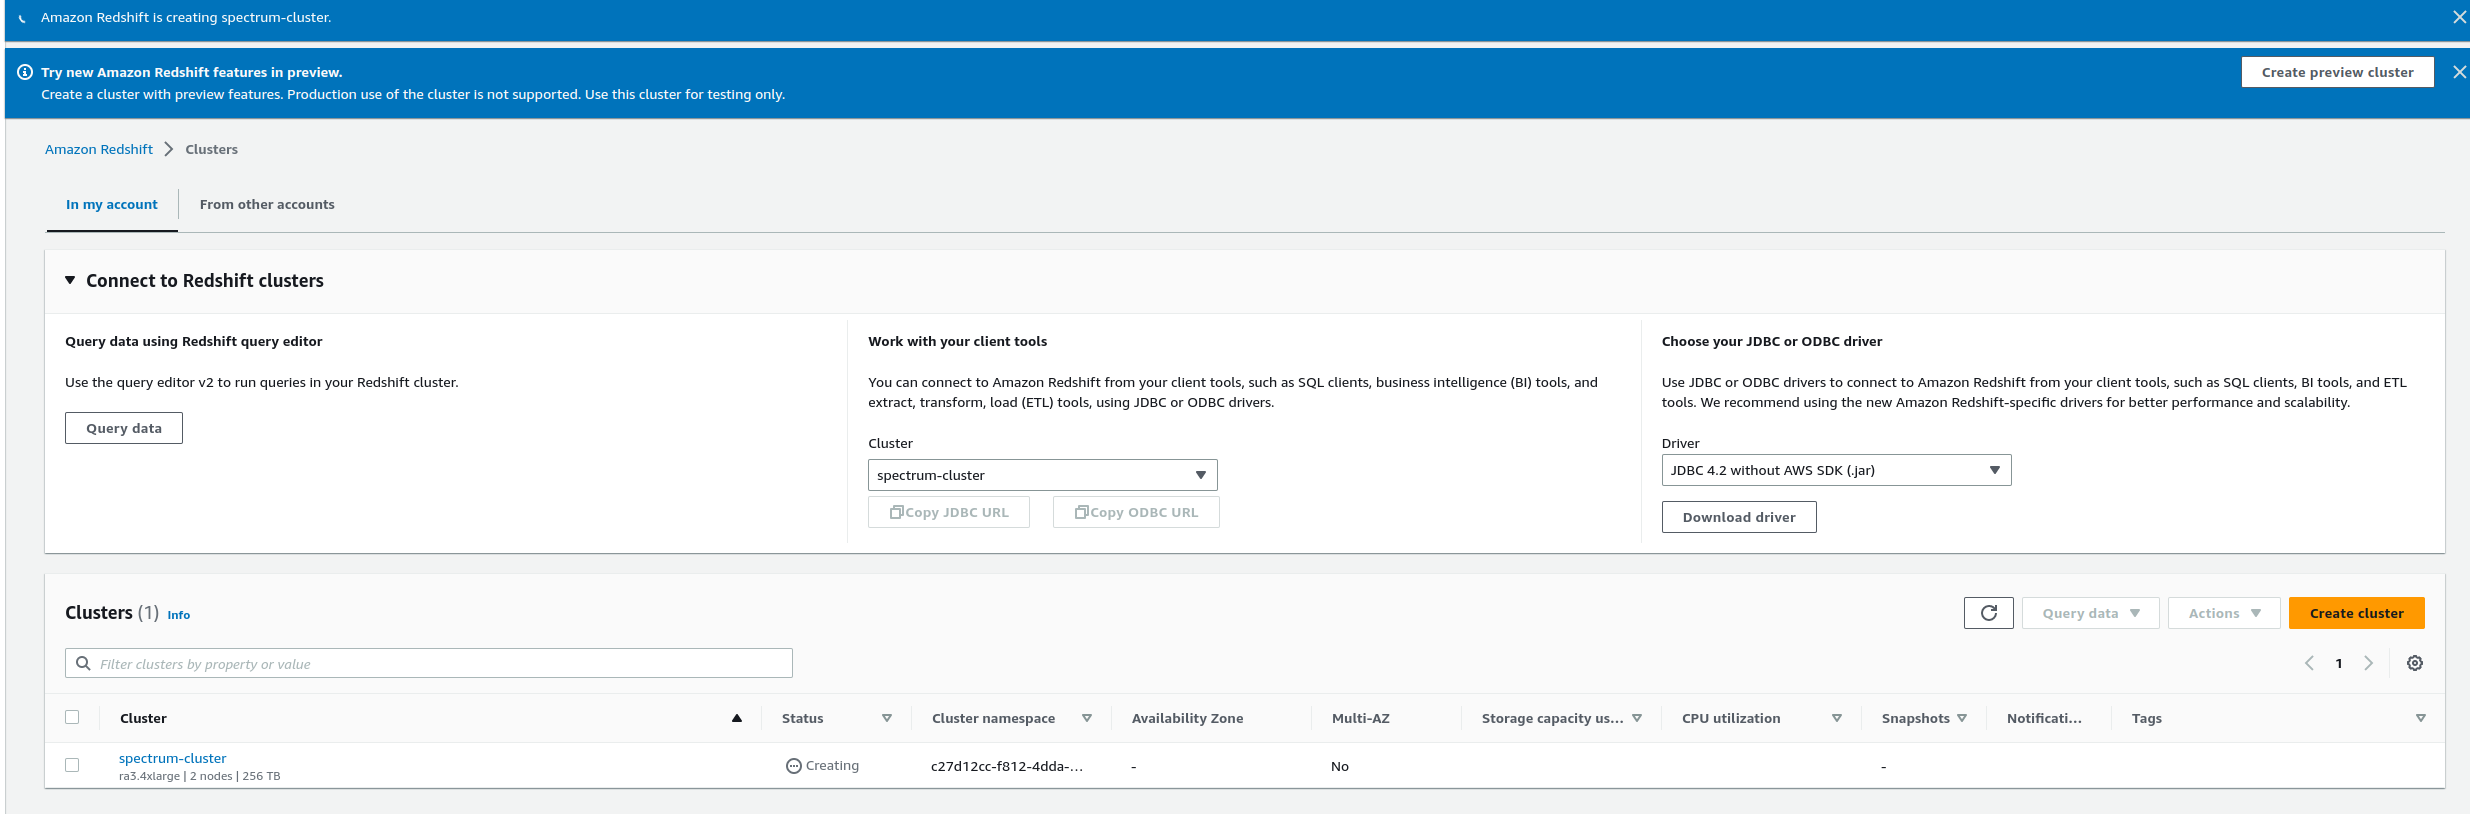 Amazon Redshift is creating spectrum-cluster.
Try new Amazon Redshift features in preview.
Create preview cluster
Create a cluster with preview features. Production use of the cluster is not supported. Use this cluster for testing only.
Amazon Redshift
Clusters
In my account
From other accounts
Connect to Redshift clusters
Query data using Redshift query editor
Use the query editor v2 to run queries in your Redshift cluster.
Query data
Work with your client tools
You can connect to Amazon Redshift from your client tools, such as SQL clients, business intelligence (BI) tools, and
extract, transform, load (ETL) tools, using JDBC or ODBC drivers.
Cluster
spectrum-cluster
Copy JDBC URL
Copy ODBC URL
Choose your JDBC or ODBC driver
Use JDBC or ODBC drivers to connect to Amazon Redshift from your client tools, such as SQL clients, BI tools, and ETL
tools. We recommend using the new Amazon Redshift-specific drivers for better performance and scalability.
Driver
JDBC 4.2 without AWS SDK (.jar)
Download driver
Clusters (1) Info
Query data
Actions
Create cluster
Filter clusters by property or value
1
Cluster
Status
Cluster namespace
Availability Zone
Multi-AZ
Storage capacity us...
CPU utilization
Snapshots
Notificati...
Tags
spectrum-cluster
ra3.4xlarge | 2 nodes | 256 TB
Creating
c27d12cc-f812-4dda-...
-
No
-